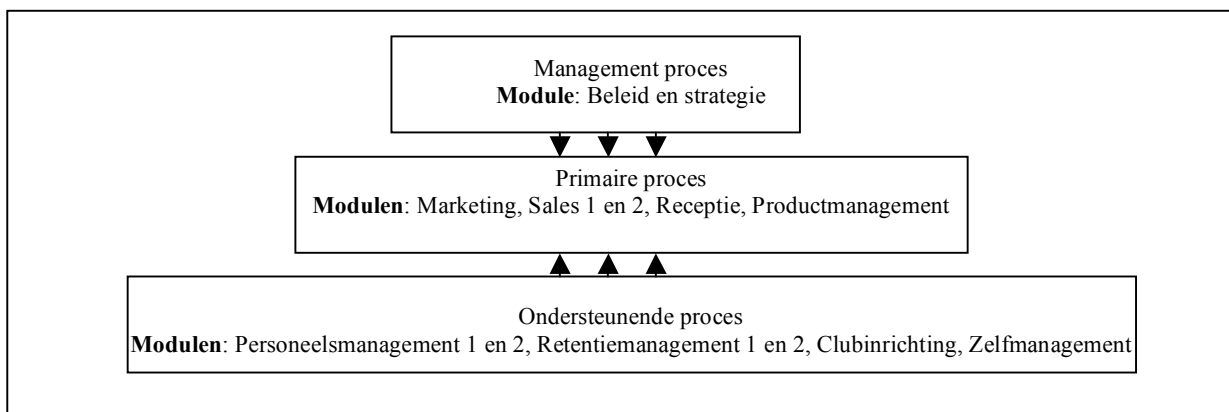 Management proces
Module: Beleid en strategie
Primaire proces
Modulen: Marketing, Sales 1 en 2, Receptie, Productmanagement
Ondersteunende proces
Modulen: Personeelsmanagement 1 en 2, Retentiemanagement 1 en 2, Clubinrichting, Zelfmanagement